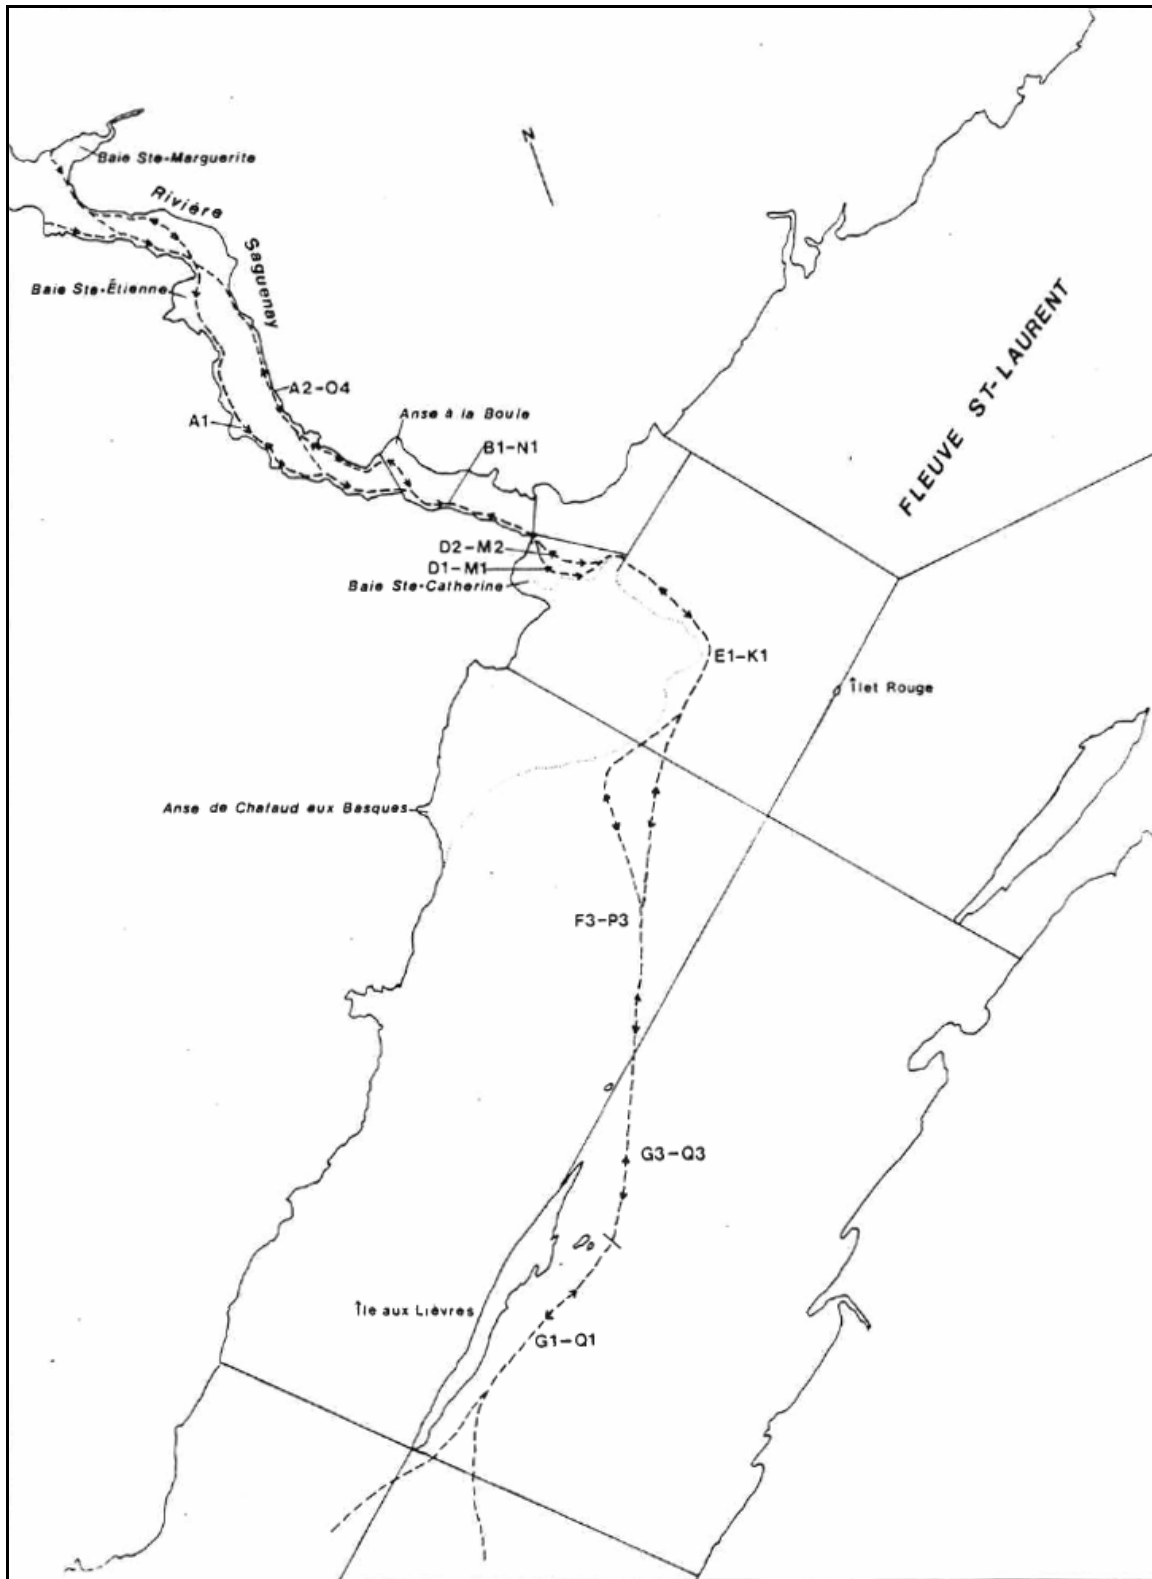 N
Baie Ste-Marguerite
Rivière
Saguenay
Baie Ste-Étienne
FLEUVE ST-LAURENT
A2-O4
A1
Anse à la Boule
B1-N1
D2-M2
D1-M1
Baie Ste-Catherine
E1-K1
Îlet Rouge
Anse de Chafaud aux Basques
F3-P3
G3-Q3
Île aux Lièvres
G1-Q1